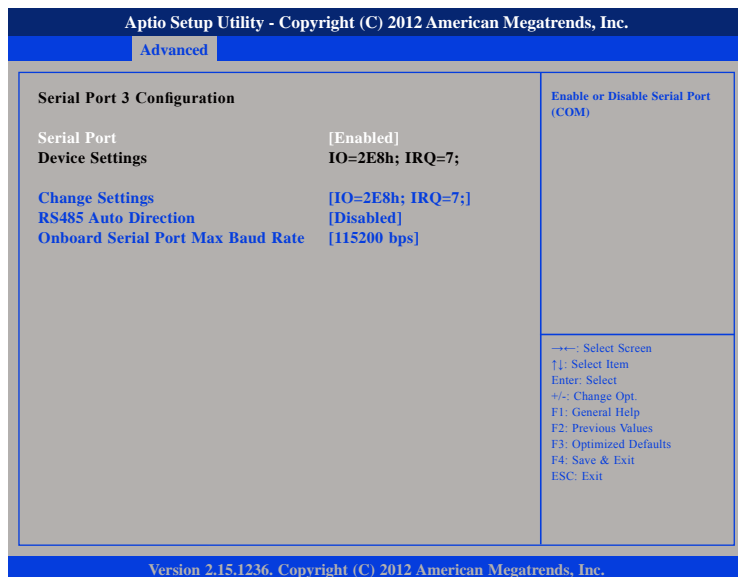 Aptio Setup Utility - Copyright (C) 2012 American Megatrends, Inc.
Advanced
Serial Port 3 Configuration
Serial Port [Enabled]
Device Settings IO=2E8h; IRQ=7;
Change Settings [IO=2E8h; IRQ=7;]
RS485 Auto Direction [Disabled]
Onboard Serial Port Max Baud Rate [115200 bps]
Enable or Disable Serial Port
(COM)
→←: Select Screen
↑↓: Select Item
Enter: Select
+/-: Change Opt.
F1: General Help
F2: Previous Values
F3: Optimized Defaults
F4: Save & Exit
ESC: Exit
Version 2.15.1236. Copyright (C) 2012 American Megatrends, Inc.